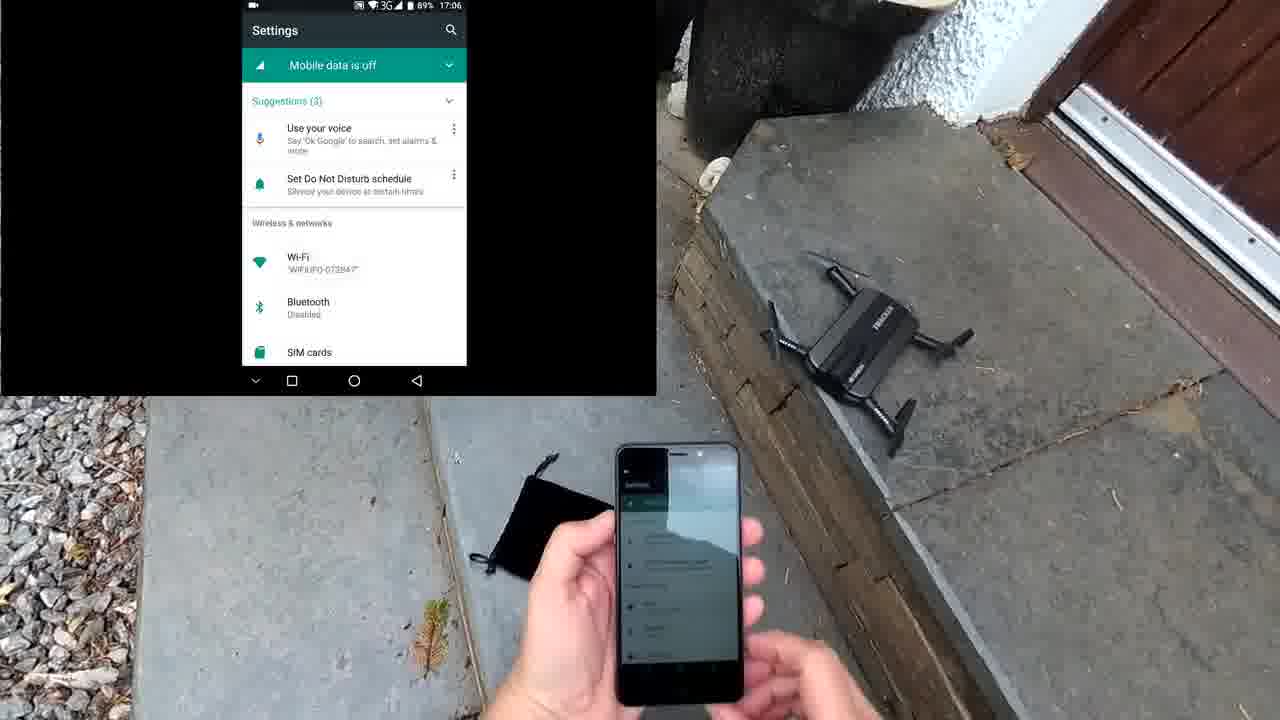 3G 89% 17:06
Settings
Mobile data is off
Suggestions (3)
Use your voice
Say 'Ok Google' to search, set alarms &
more
Set Do Not Disturb schedule
Silence your device at certain times
Wireless & networks
Wi-Fi
Bluetooth
Disabled
SIM cards
TRACKER